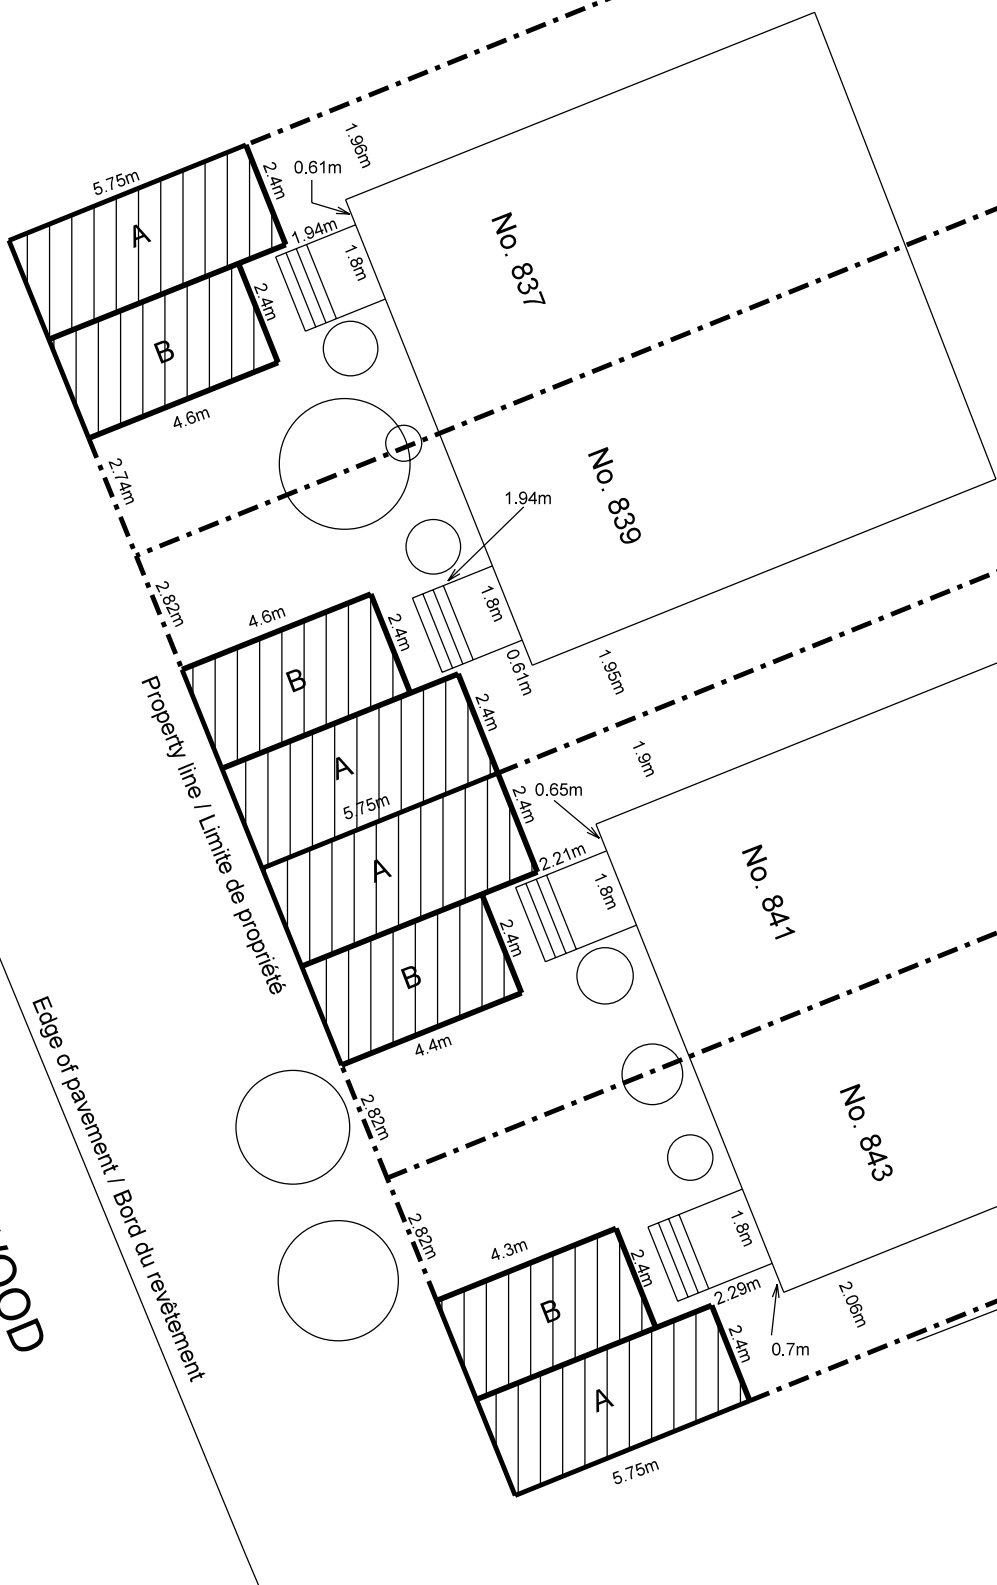 1.96m
0.61m
2.4m
5.75m
A
1.94m
1.8m
No. 837
2.4m
B
4.6m
2.74m
No. 839
1.94m
2.82m
4.6m
2.4m
1.8m
B
0.61m
1.95m
Property line / Limite de propriété
2.4m
A
1.9m
5.75m
2.4m
0.65m
A
2.21m
1.8m
No. 841
2.4m
B
4.4m
Edge of pavement / Bord du revêtement
2.82m
No. 843
2.82m
4.3m
2.4m
1.8m
B
2.29m
2.06m
2.4m
0.7m
A
5.75m
OOD